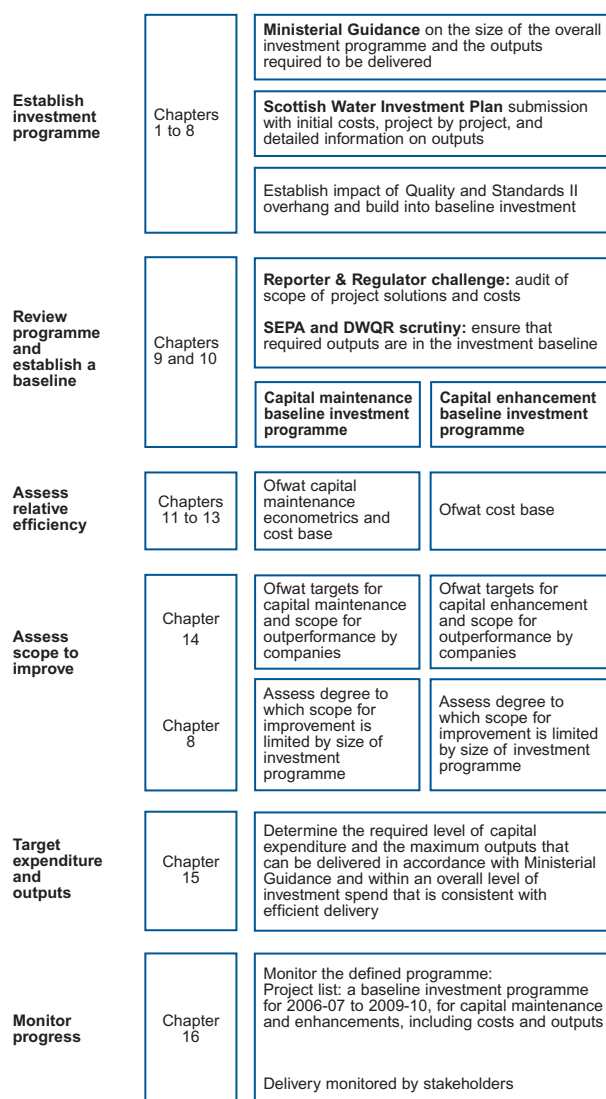 Establish
investment
programme
Chapters
1 to 8
Ministerial Guidance on the size of the overall
investment programme and the outputs
required to be delivered
Scottish Water Investment Plan submission
with initial costs, project by project, and
detailed information on outputs
Establish impact of Quality and Standards II
overhang and build into baseline investment
Review
programme
and
establish a
baseline
Chapters
9 and 10
Reporter & Regulator challenge: audit of
scope of project solutions and costs
SEPA and DWQR scrutiny: ensure that
required outputs are in the investment baseline
Capital maintenance
baseline investment
programme
Capital enhancement
baseline investment
programme
Assess
relative
efficiency
Chapters
11 to 13
Ofwat capital
maintenance
econometrics and
cost base
Ofwat cost base
Assess
scope to
improve
Chapter
14
Ofwat targets for
capital maintenance
and scope for
outperformance by
companies
Ofwat targets for
capital enhancement
and scope for
outperformance by
companies
Chapter
8
Assess degree to
which scope for
improvement is
limited by size of
investment
programme
Assess degree to
which scope for
improvement is limited
by size of investment
programme
Target
expenditure
and
outputs
Chapter
15
Determine the required level of capital
expenditure and the maximum outputs that
can be delivered in accordance with Ministerial
Guidance and within an overall level of
investment spend that is consistent with
efficient delivery
Monitor
progress
Chapter
16
Monitor the defined programme:
Project list: a baseline investment programme
for 2006-07 to 2009-10, for capital maintenance
and enhancements, including costs and outputs
Delivery monitored by stakeholders